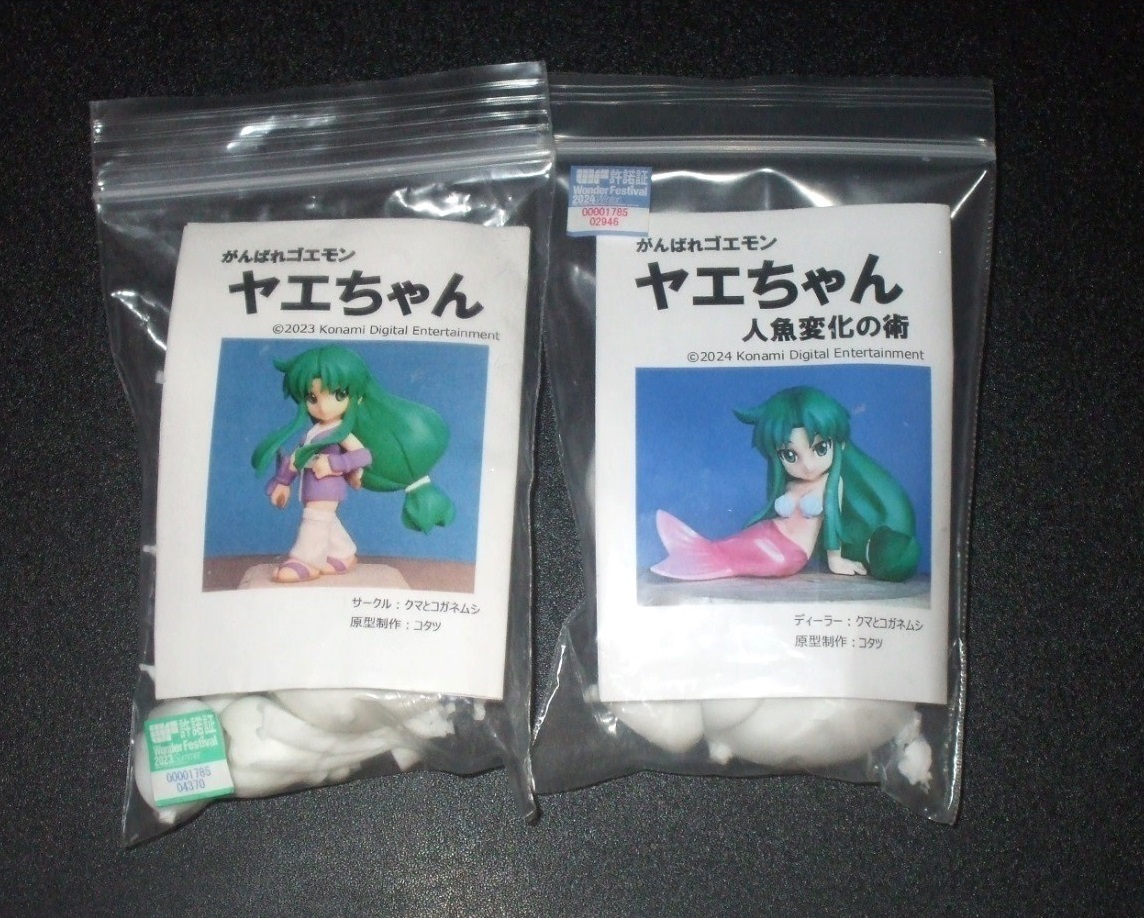 がんばれゴエモン
ヤエちゃん
©2023 Konami Digital Entertainment
サークル：クマとコガネムシ
原型制作：コタツ
許諾証
Wonder Festival
2023 Summer
00001785
04370
許諾証
Wonder Festival
2024
00001785
02946
がんばれゴエモン
ヤエちゃん
人魚変化の術
©2024 Konami Digital Entertainment
ディーラー：クマとコガネムシ
原型制作：コタツ